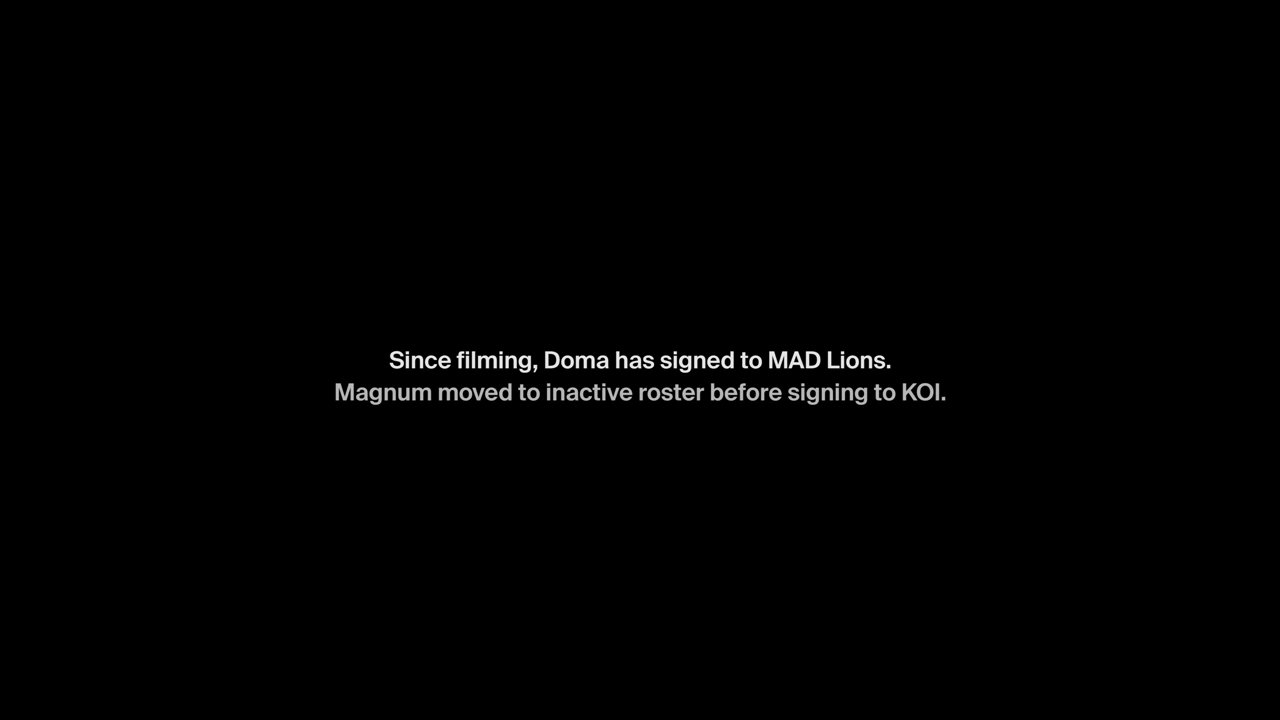 Since filming, Doma has signed to MAD Lions.
Magnum moved to inactive roster before signing to KOI.